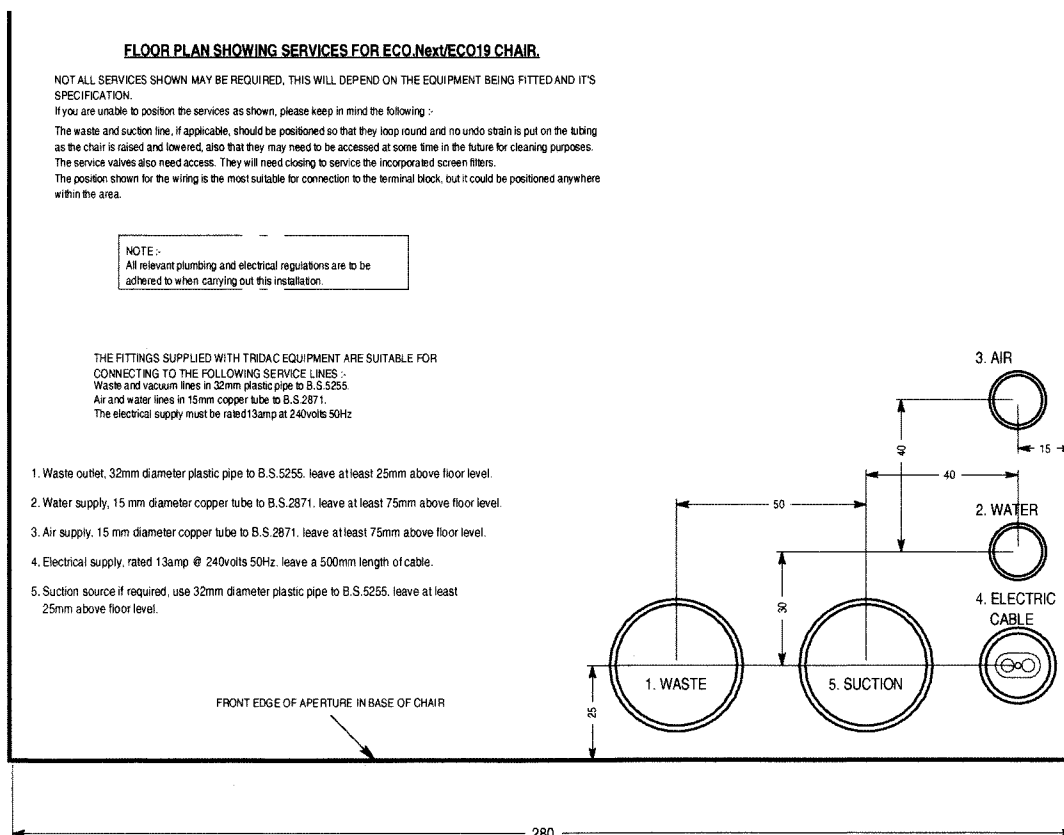 FLOOR PLAN SHOWING SERVICES FOR ECO.Next/ECO19 CHAIR.
NOT ALL SERVICES SHOWN MAY BE REQUIRED, THIS WILL DEPEND ON THE EQUIPMENT BEING FITTED AND IT'S
SPECIFICATION.
If you are unable to position the services as shown, please keep in mind the following :-
The waste and suction line, if applicable, should be positioned so that they loop round and no undo strain is put on the tubing
as the chair is raised and lowered, also that they may need to be accessed at some time in the future for cleaning purposes.
The service valves also need access. They will need closing to service the incorporated screen filters.
The position shown for the wiring is the most suitable for connection to the terminal block, but it could be positioned anywhere
within the area.
NOTE :-
All relevant plumbing and electrical regulations are to be
adhered to when carrying out this installation.
THE FITTINGS SUPPLIED WITH TRIDAC EQUIPMENT ARE SUITABLE FOR
CONNECTING TO THE FOLLOWING SERVICE LINES :-
Waste and vacuum lines in 32mm plastic pipe to B.S.5255.
Air and water lines in 15mm copper tube to B.S.2871.
The electrical supply must be rated13amp at 240volts 50Hz
1. Waste outlet, 32mm diameter plastic pipe to B.S.5255. leave at least 25mm above floor level.
2. Water supply, 15 mm diameter copper tube to B.S.2871. leave at least 75mm above floor level.
3. Air supply, 15 mm diameter copper tube to B.S.2871. leave at least 75mm above floor level.
4. Electrical supply, rated 13amp @ 240volts 50Hz. leave a 500mm length of cable.
5. Suction source if required, use 32mm diameter plastic pipe to B.S.5255. leave at least
25mm above floor level.
3. AIR
15
40
40
50
2. WATER
30
4. ELECTRIC
CABLE
1. WASTE
5. SUCTION
25
FRONT EDGE OF APERTURE IN BASE OF CHAIR
280